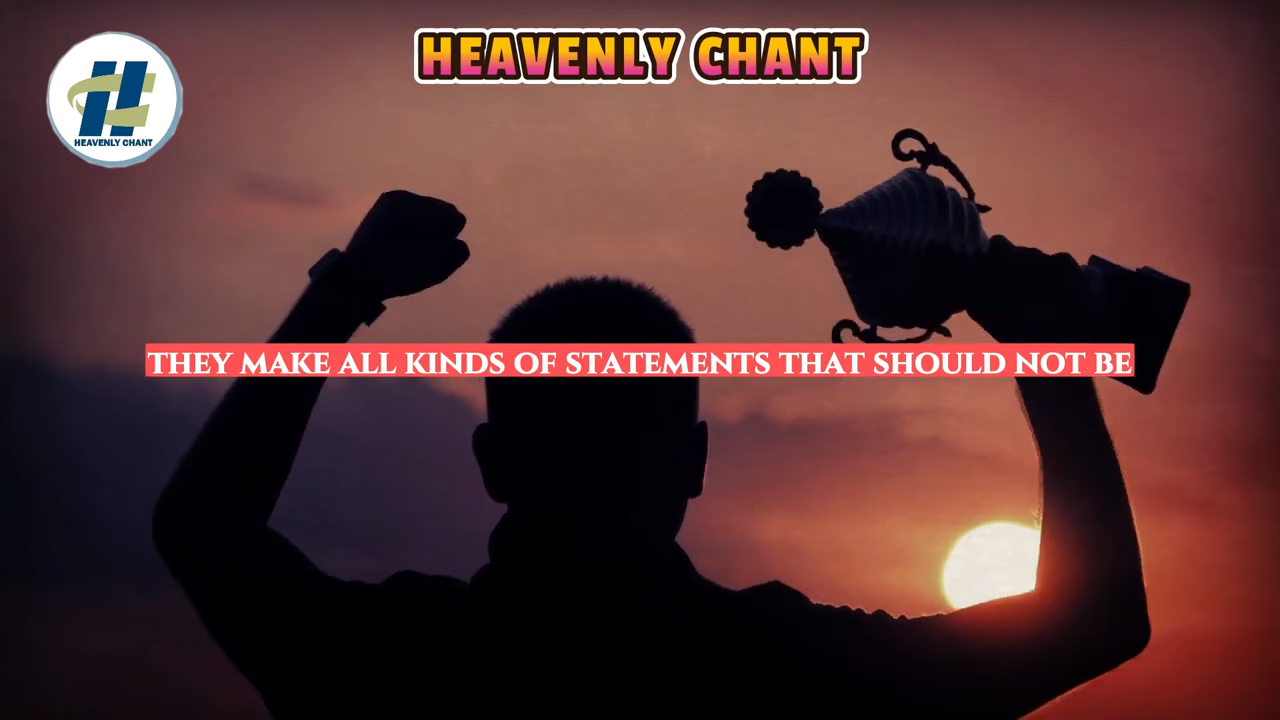 HEAVENLY CHANT
HEAVENLY CHANT
THEY MAKE ALL KINDS OF STATEMENTS THAT SHOULD NOT BE